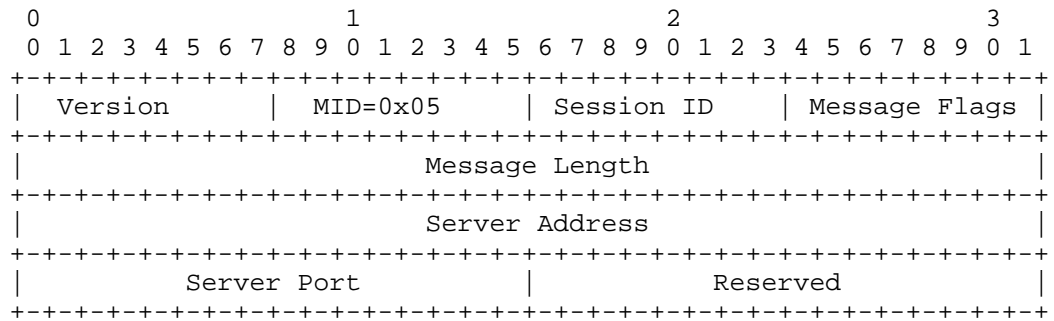 0                   1                   2                   3
 0 1 2 3 4 5 6 7 8 9 0 1 2 3 4 5 6 7 8 9 0 1 2 3 4 5 6 7 8 9 0 1
+-+-+-+-+-+-+-+-+-+-+-+-+-+-+-+-+-+-+-+-+-+-+-+-+-+-+-+-+-+-+-+-+
|  Version      |  MID=0x05     | Session ID    | Message Flags |
+-+-+-+-+-+-+-+-+-+-+-+-+-+-+-+-+-+-+-+-+-+-+-+-+-+-+-+-+-+-+-+-+
|                         Message Length                        |
+-+-+-+-+-+-+-+-+-+-+-+-+-+-+-+-+-+-+-+-+-+-+-+-+-+-+-+-+-+-+-+-+
|                         Server Address                        |
+-+-+-+-+-+-+-+-+-+-+-+-+-+-+-+-+-+-+-+-+-+-+-+-+-+-+-+-+-+-+-+-+
|          Server Port          |           Reserved            |
+-+-+-+-+-+-+-+-+-+-+-+-+-+-+-+-+-+-+-+-+-+-+-+-+-+-+-+-+-+-+-+-+